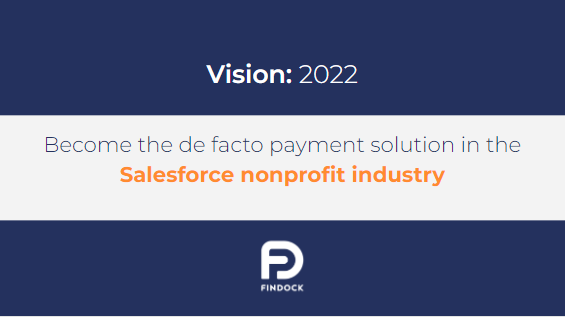 Vision: 2022
Become the de facto payment solution in the
Salesforce nonprofit industry
FINDOCK